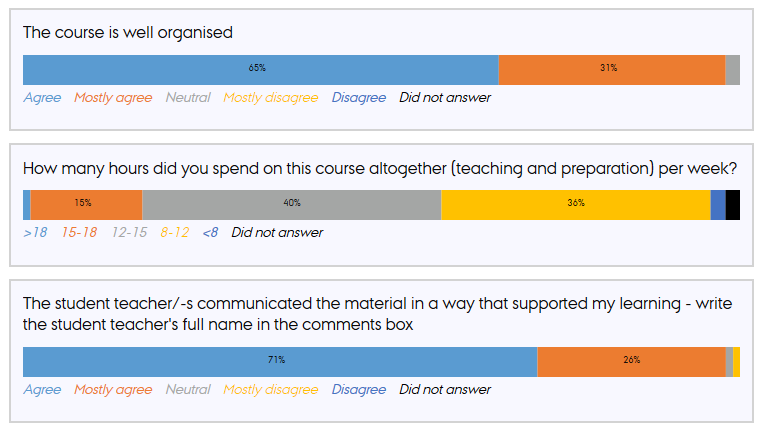 The course is well organised
65% 31%
Agree Mostly agree Neutral Mostly disagree Disagree Did not answer
How many hours did you spend on this course altogether (teaching and preparation) per week?
15% 40% 36%
>18 15-18 12-15 8-12 <8 Did not answer
The student teacher/-s communicated the material in a way that supported my learning - write
the student teacher's full name in the comments box
71% 26%
Agree Mostly agree Neutral Mostly disagree Disagree Did not answer